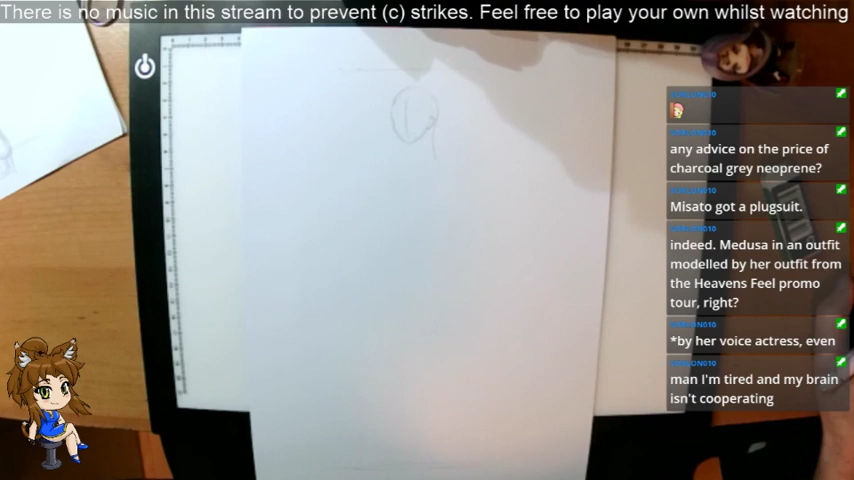 There is no music in this stream to prevent (c) strikes. Feel free to play your own whilst watching
any advice on the price of
charcoal grey neoprene?
Misato got a plugsuit.
indeed. Medusa in an outfit
modelled by her outfit from
the Heavens Feel promo
tour, right?
*by her voice actress, even
man I'm tired and my brain
isn't cooperating